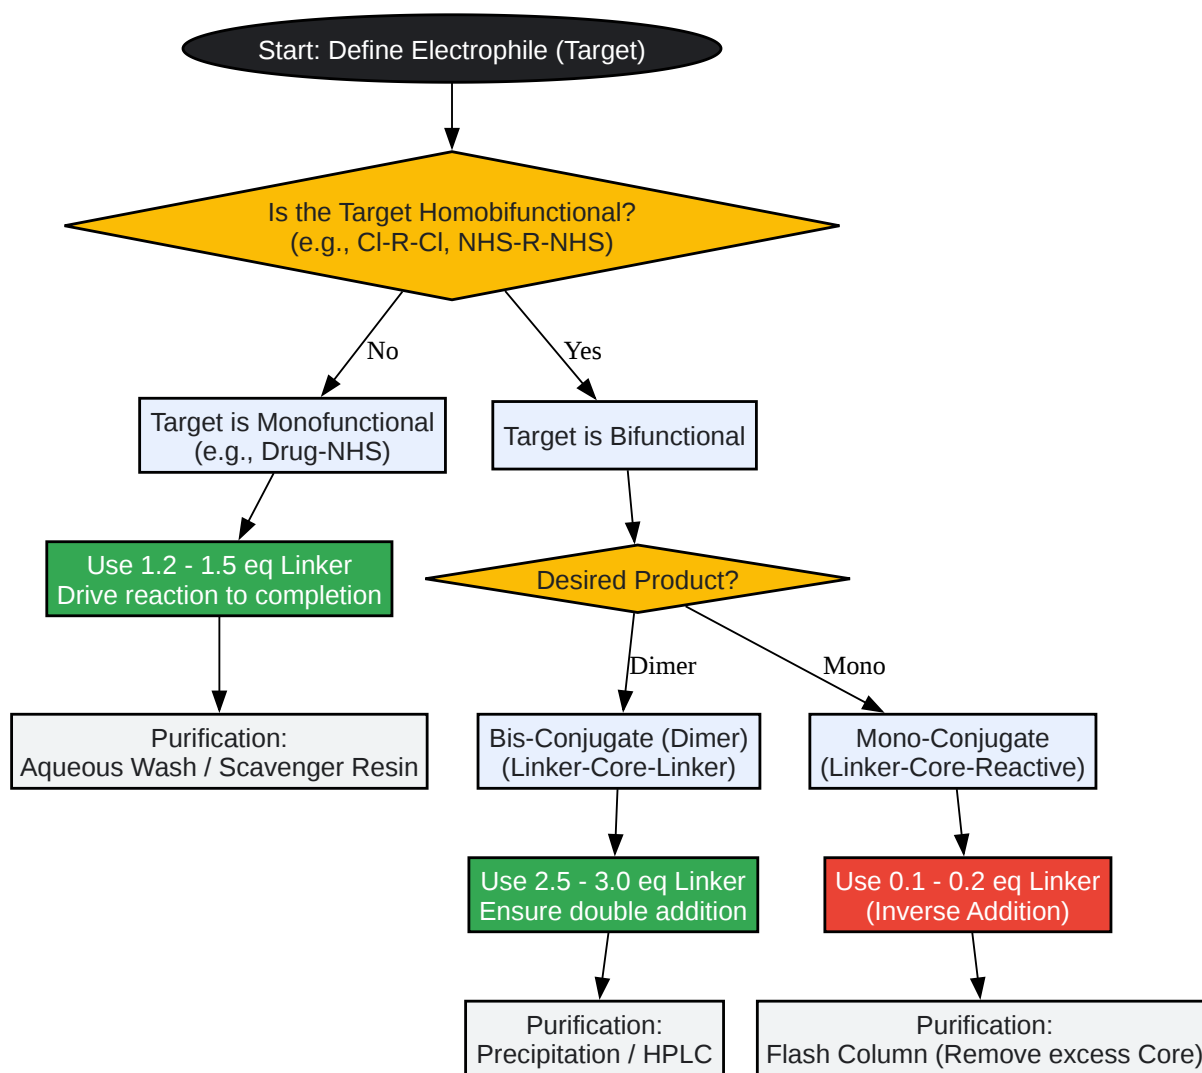 Start: Define Electrophile (Target)
Is the Target Homobifunctional?
(e.g., Cl-R-Cl, NHS-R-NHS)
No
Yes
Target is Monofunctional
(e.g., Drug-NHS)
Target is Bifunctional
Use 1.2 - 1.5 eq Linker
Drive reaction to completion
Desired Product?
Dimer
Mono
Purification:
Aqueous Wash / Scavenger Resin
Bis-Conjugate (Dimer)
(Linker-Core-Linker)
Mono-Conjugate
(Linker-Core-Reactive)
Use 2.5 - 3.0 eq Linker
Ensure double addition
Use 0.1 - 0.2 eq Linker
(Inverse Addition)
Purification:
Precipitation / HPLC
Purification:
Flash Column (Remove excess Core)